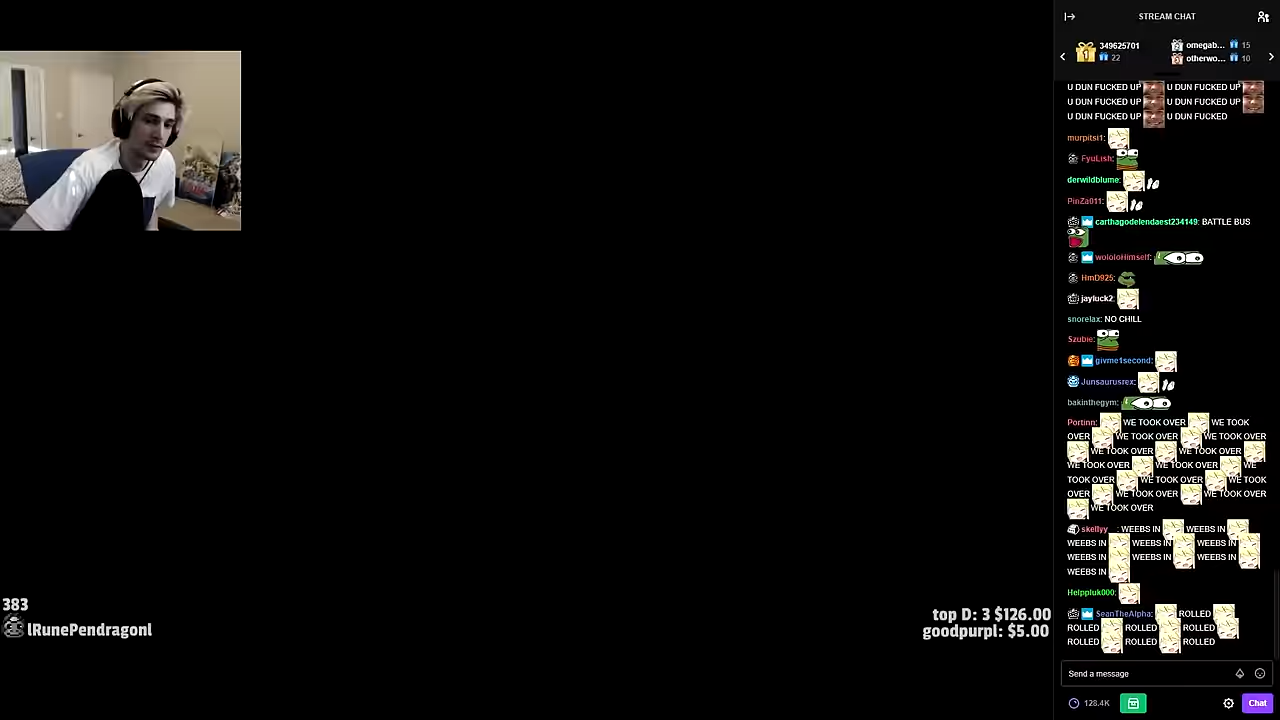 STREAM CHAT
349625701
22
omegab... 15
otherwo... 10
U DUN FUCKED UP U DUN FUCKED UP
U DUN FUCKED UP U DUN FUCKED UP
U DUN FUCKED UP U DUN FUCKED
murpitsi1:
FyuLish:
derwildblume:
PinZa011:
carthagodelendaest234149: BATTLE BUS
wololoHimself:
HmD925:
jayluck2:
snorelax: NO CHILL
Szubie:
givme1second:
Junsaurusrex:
bakinthegym:
Portinn: WE TOOK OVER WE TOOK
OVER WE TOOK OVER WE TOOK OVER
WE TOOK OVER WE TOOK OVER
WE TOOK OVER WE TOOK OVER WE
TOOK OVER WE TOOK OVER WE TOOK
OVER WE TOOK OVER WE TOOK OVER
WE TOOK OVER
skellyy__: WEEBS IN WEEBS IN
WEEBS IN WEEBS IN WEEBS IN
WEEBS IN WEEBS IN WEEBS IN
WEEBS IN
Helppluk000:
SeanTheAlpha: ROLLED
ROLLED ROLLED ROLLED
ROLLED ROLLED ROLLED
383
lRunePendragonl
top D: 3 $126.00
goodpurpl: $5.00
Send a message
128.4K
Chat